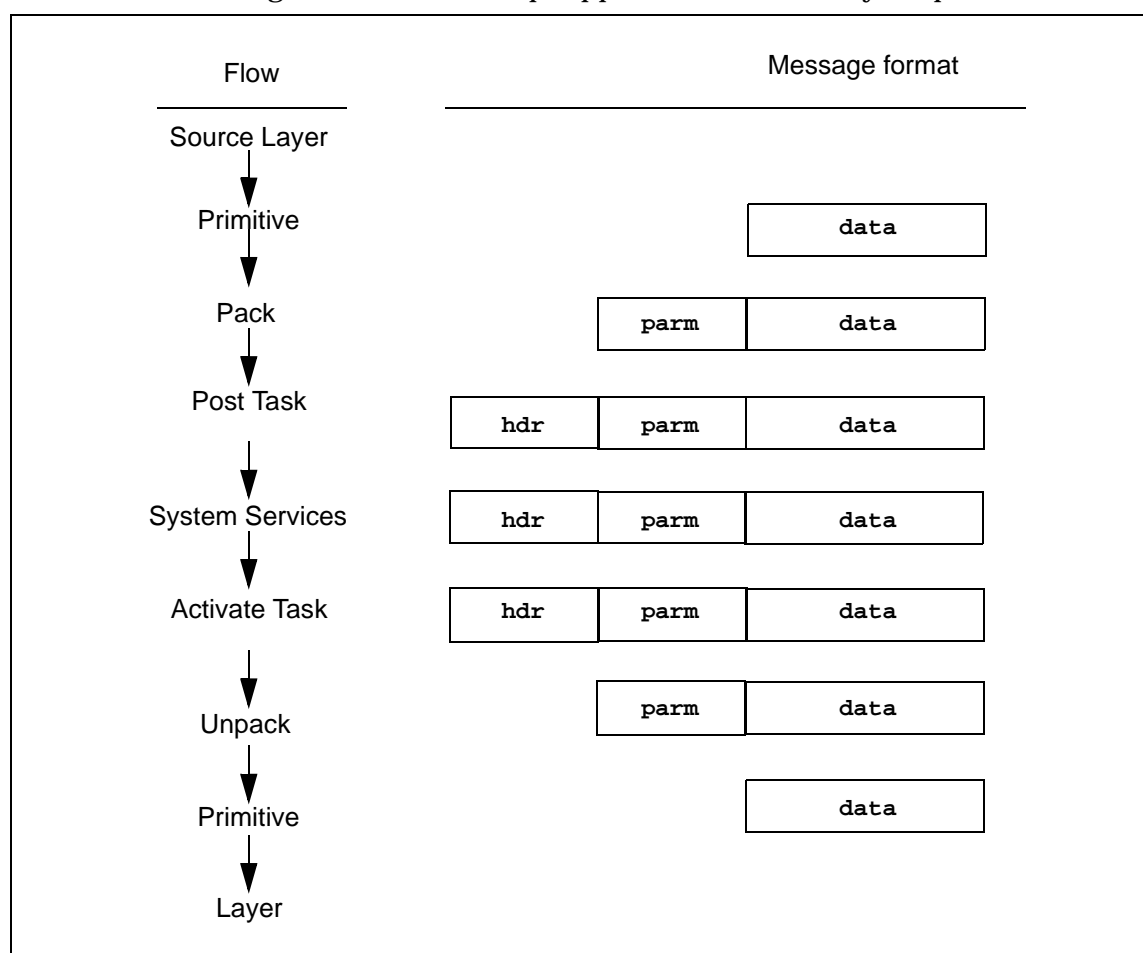 Flow Message format
Source Layer
Primitive data
Pack parm data
Post Task hdr parm data
System Services hdr parm data
Activate Task hdr parm data
Unpack parm data
Primitive data
Layer